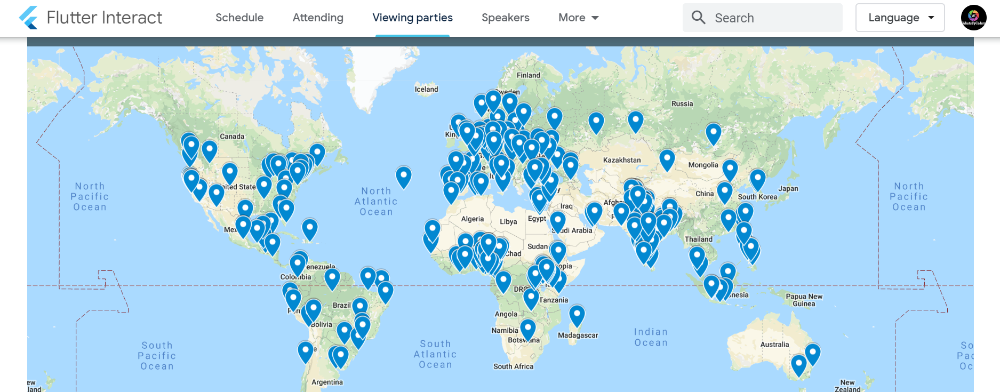 Flutter Interact
Schedule
Attending
Viewing parties
Speakers
More
Search
Language
WhatsUpCoders
Finland
Iceland
Sweden
Russia
Canada
Kazakhstan
Mongolia
North
Pacific
Ocean
United State
North
Atlantic
Ocean
China
South Korea
Japan
North
Pacific
Ocean
Iraq
Afgh
Algeria
Libya
Egypt
Saudi Arabia
Mex
Thailand
Sudan
Chad
opia
enezuela
Colombia
DRC
Tanzania
nesia
Papua New
Guinea
Brazil
Peru
Angola
Bolivia
Namibia
Botswana
Madagascar
Indian
Ocean
South
Pacific
Ocean
South
Atlantic
Ocean
Australia
So
Pac
Oc
South Africa
Argentina
ew
land
New
Zealand